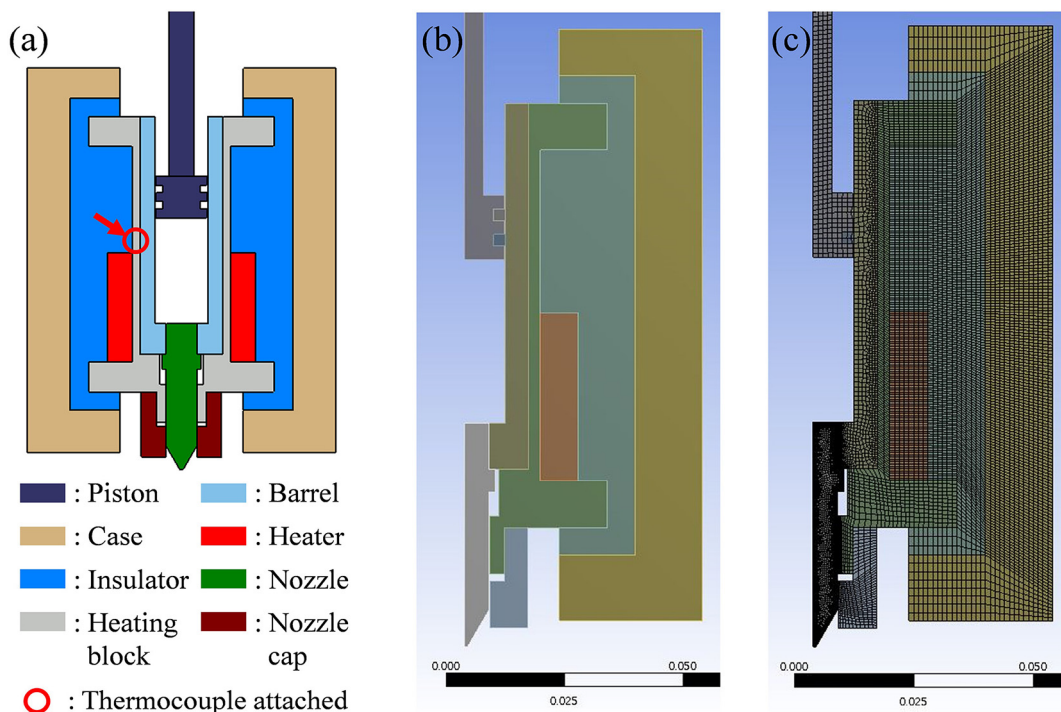 (a)
(b)
(c)
: Piston
: Barrel
: Case
: Heater
: Insulator
: Nozzle
: Heating
block
: Nozzle
cap
: Thermocouple attached
0.000
0.050
0.025
0.000
0.050
0.025